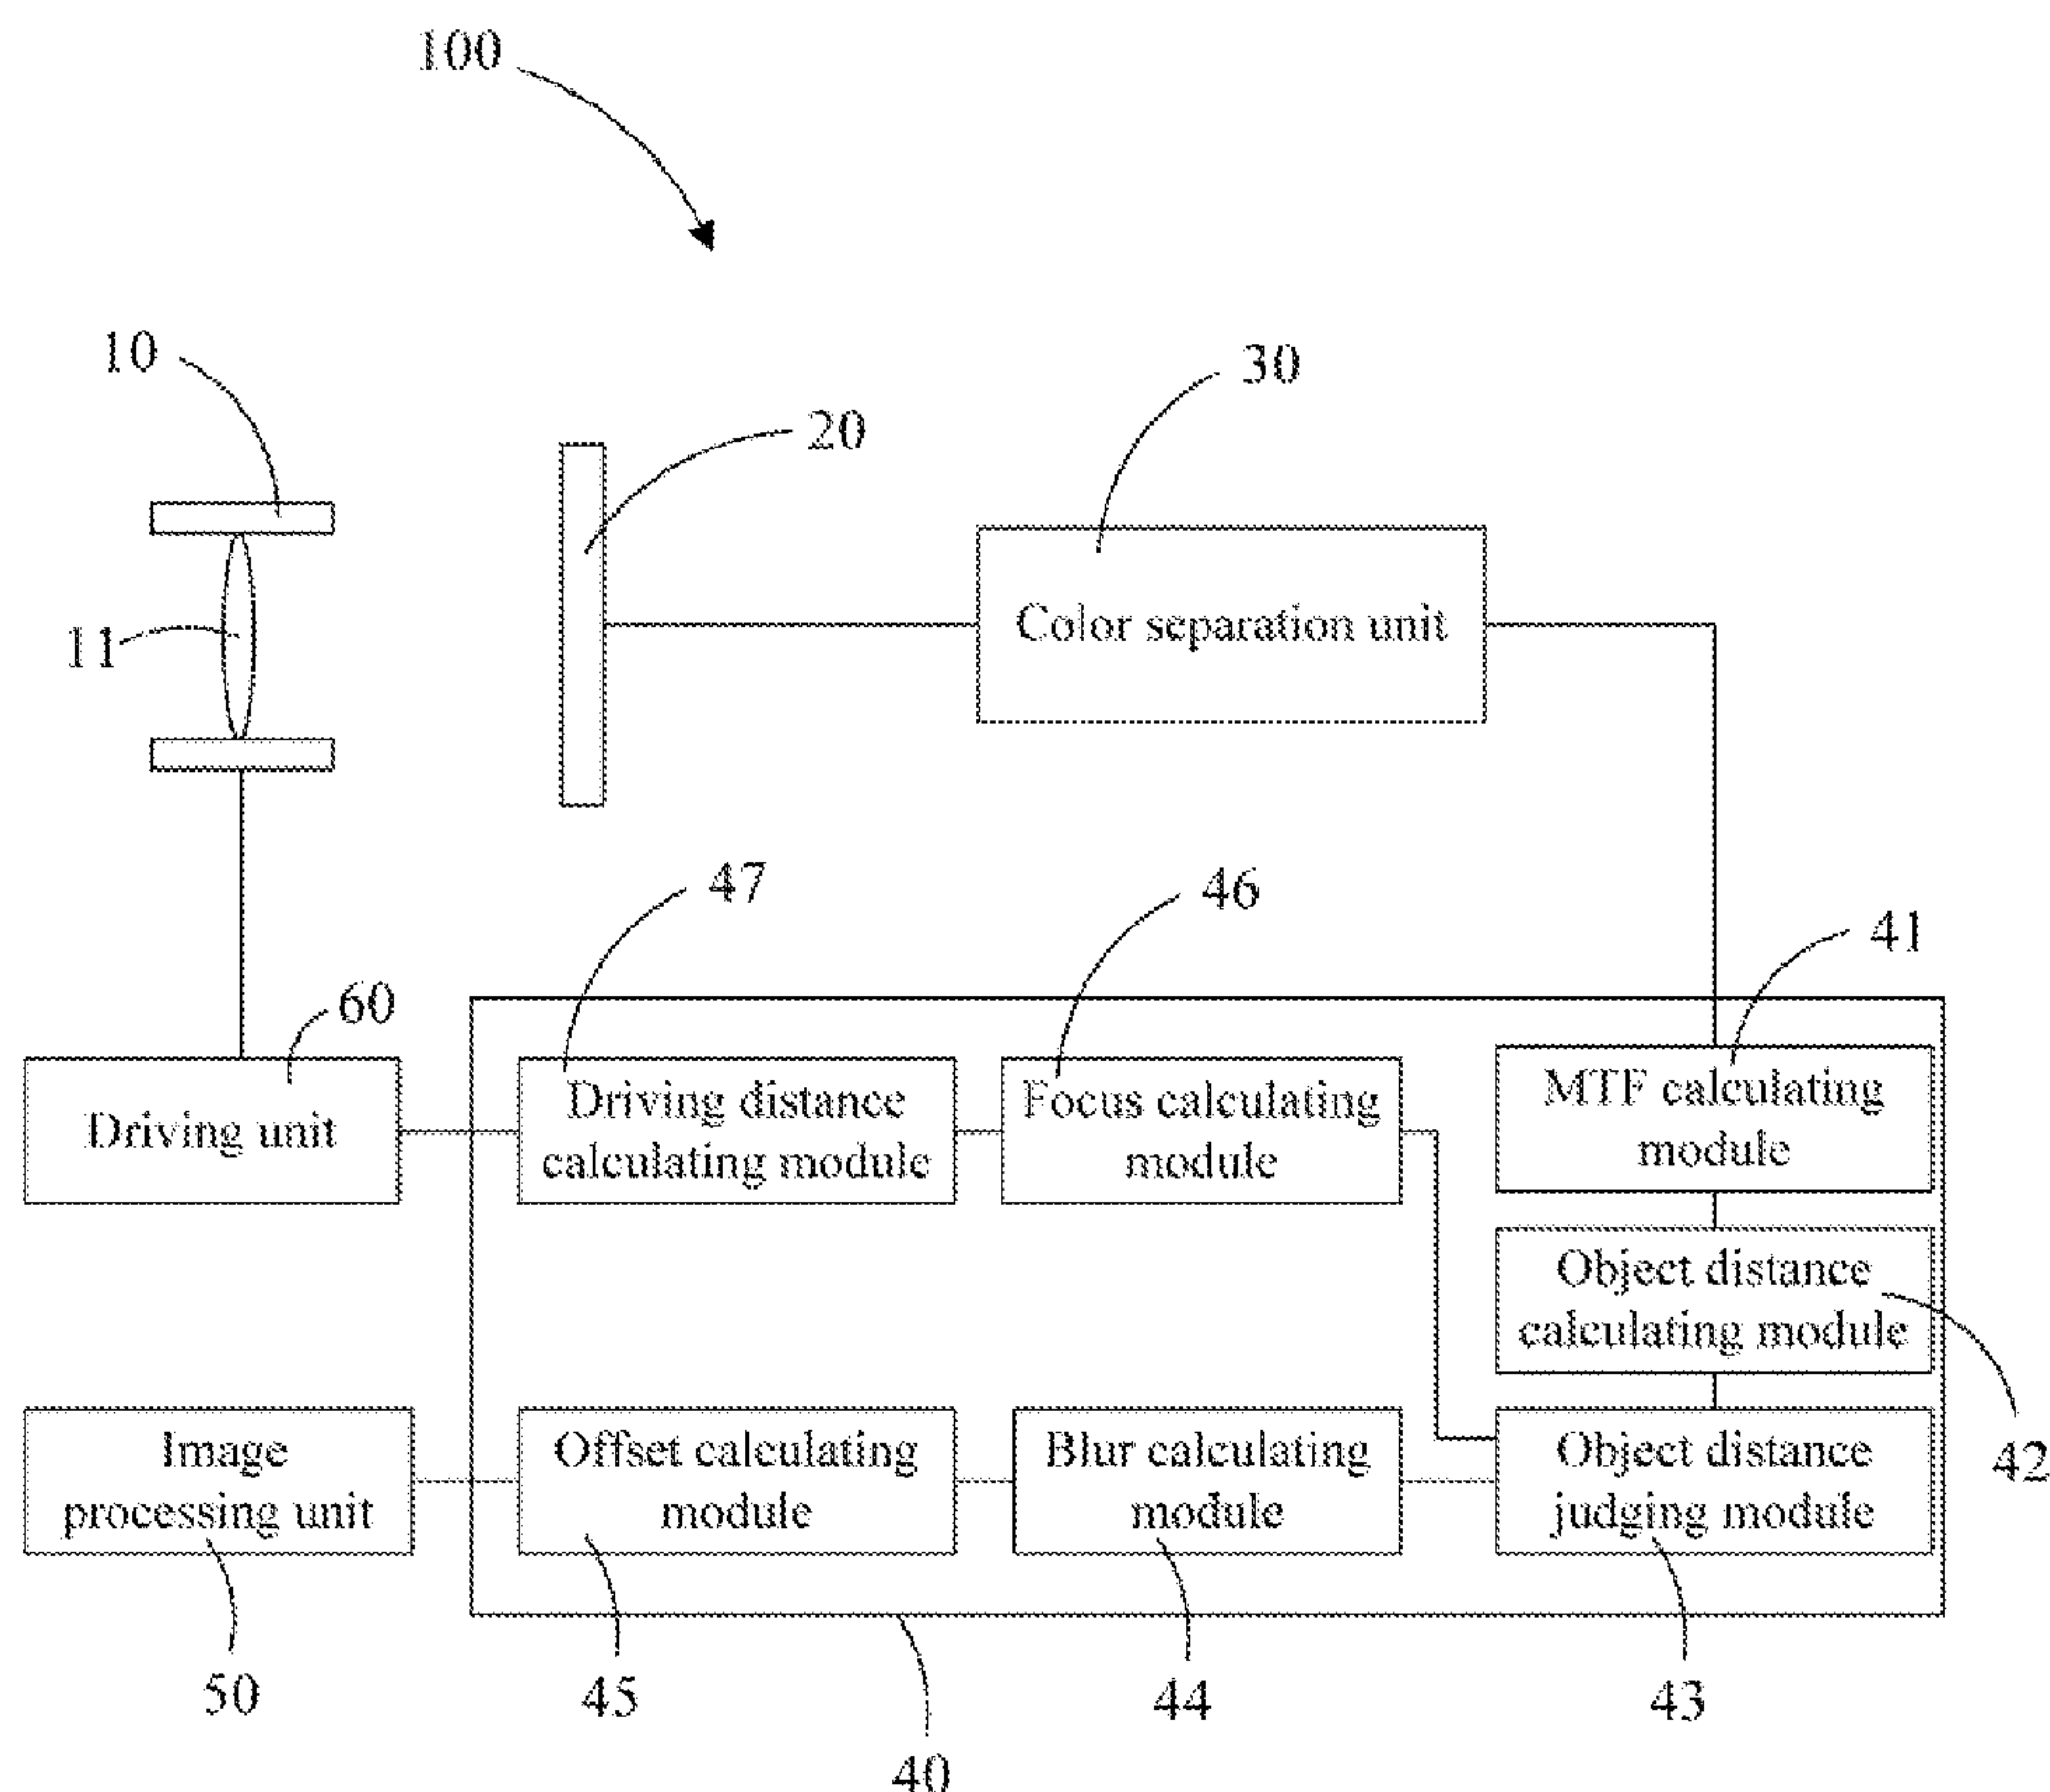 100
10
30
20
Color separation unit
11
47
46
41
60
Driving unit
Driving distance
calculating module
Focus calculating
module
MTF calculating
module
Object distance
calculating module
42
Image
processing unit
Offset calculating
module
Blur calculating
module
Object distance
judging module
50
45
44
43
40